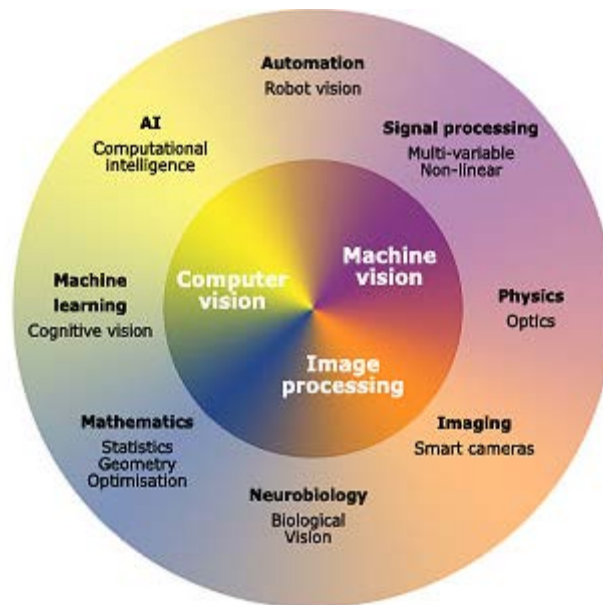 Automation
Robot vision
AI
Computational
intelligence
Signal processing
Multi-variable
Non-linear
Computer
vision
Machine
vision
Machine
learning
Cognitive vision
Physics
Optics
Image
processing
Mathematics
Statistics
Geometry
Optimisation
Imaging
Smart cameras
Neurobiology
Biological
Vision